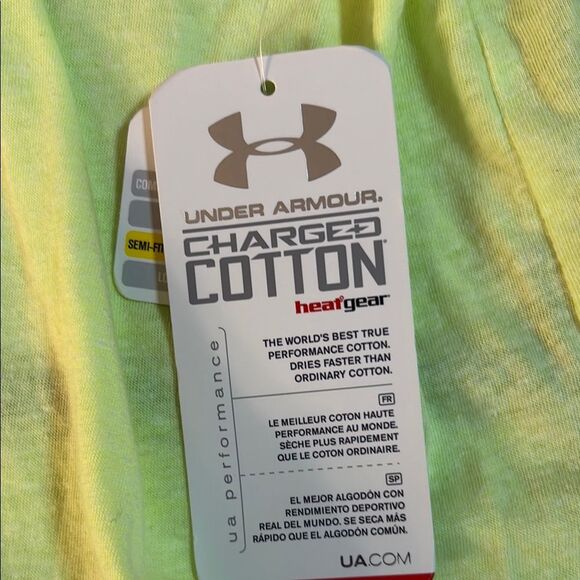 UNDER ARMOUR.
CHARGED
COTTON®
heatgear®
SEMI-FIT
ua performance
THE WORLD'S BEST TRUE
PERFORMANCE COTTON.
DRIES FASTER THAN
ORDINARY COTTON.
FR
LE MEILLEUR COTON HAUTE
PERFORMANCE AU MONDE.
SÈCHE PLUS RAPIDEMENT
QUE LE COTON ORDINAIRE.
SP
EL MEJOR ALGODÓN CON
RENDIMIENTO DEPORTIVO
REAL DEL MUNDO. SE SECA MÁS
RÁPIDO QUE EL ALGODÓN COMÚN.
UA.COM